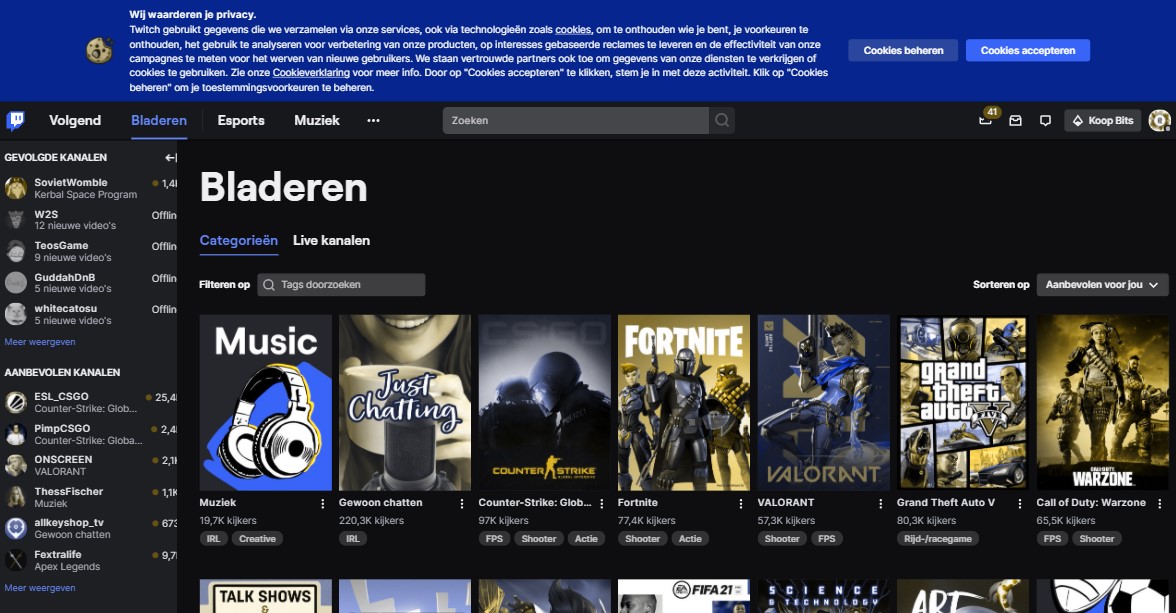 Wij waarderen je privacy.
Twitch gebruikt gegevens die we verzamelen via onze services, ook via technologieën zoals cookies, om te onthouden wie je bent, je voorkeuren te
onthouden, het gebruik te analyseren voor verbetering van onze producten, op interesses gebaseerde reclames te leveren en de effectiviteit van onze
campagnes te meten voor het werven van nieuwe gebruikers. We staan vertrouwde partners ook toe om gegevens van onze diensten te verkrijgen of
cookies te gebruiken. Zie onze Cookieverklaring voor meer info. Door op "Cookies accepteren" te klikken, stem je in met deze activiteit. Klik op "Cookies
beheren" om je toestemmingsvoorkeuren te beheren.
Cookies beheren
Cookies accepteren
Volgend
Bladeren
Esports
Muziek
Zoeken
41
Koop Bits
GEVOLGDE KANALEN
SovietWomble
Kerbal Space Program
1,4
W2S
Offlin
12 nieuwe video's
TeosGame
Offlin
9 nieuwe video's
GuddahDnB
Offlin
5 nieuwe video's
whitecatosu
Offlin
5 nieuwe video's
Meer weergeven
AANBEVOLEN KANALEN
ESL_CSGO
25,4
Counter-Strike: Glob...
PimpCSGO
2,4
Counter-Strike: Globa...
ONSCREEN
2,1
VALORANT
ThessFischer
1,1K
Muziek
allkeyshop_tv
673
Gewoon chatten
Fextralife
9,7
Apex Legends
Meer weergeven
Bladeren
Categorieën
Live kanalen
Filteren op
Tags doorzoeken
Sorteren op
Aanbevolen voor jou
Music
Muziek
19,7K kijkers
IRL
Creative
Just
Chatting
Gewoon chatten
220,3K kijkers
IRL
CS:GO
COUNTER STRIKE
GLOBAL OFFENSIVE
Counter-Strike: Glob...
97K kijkers
FPS
Shooter
Actie
FORTNITE
Fortnite
77,4K kijkers
Shooter
Actie
VALORANT
VALORANT
57,3K kijkers
Shooter
FPS
grand
theft
auto V
FIVE
Grand Theft Auto V
80,3K kijkers
Rijd-/racegame
CALL OF DUTY
WARZONE
Call of Duty: Warzone
65,5K kijkers
FPS
Shooter
TALK SHOWS
&
EA SPORTS
FIFA 21
SCIENCE
& TECHNOLOGY
ART